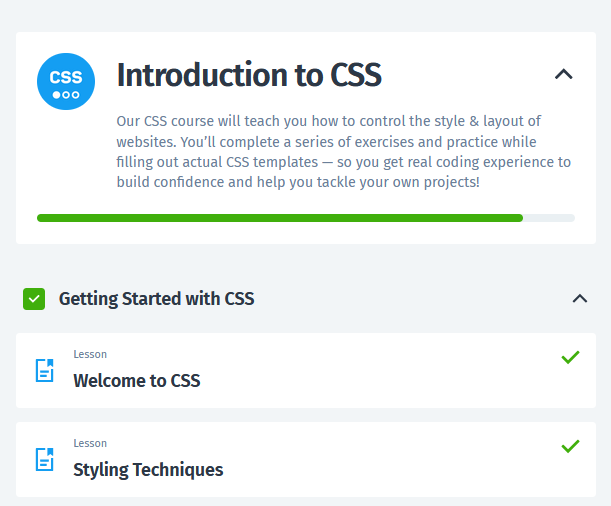 CSS
Introduction to CSS
Our CSS course will teach you how to control the style & layout of
websites. You’ll complete a series of exercises and practice while
filling out actual CSS templates — so you get real coding experience to
build confidence and help you tackle your own projects!
Getting Started with CSS
Lesson
Welcome to CSS
Lesson
Styling Techniques